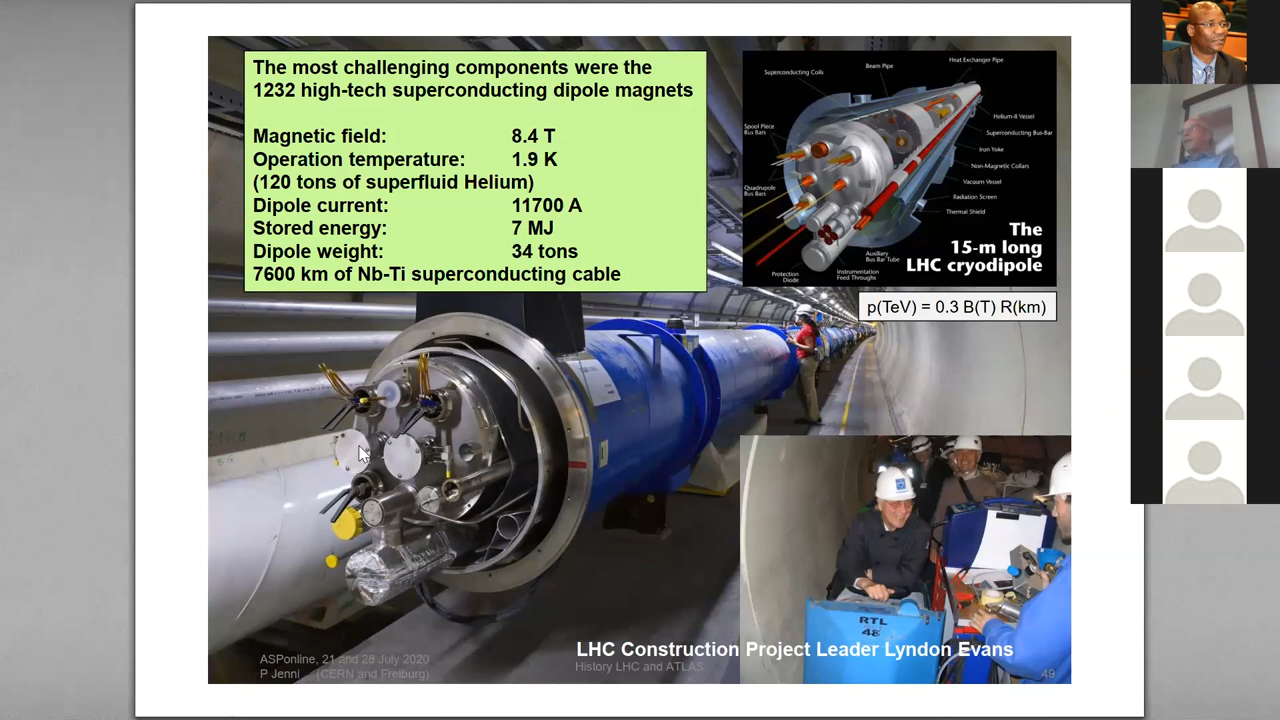 The most challenging components were the
1232 high-tech superconducting dipole magnets
Magnetic field: 8.4 T
Operation temperature: 1.9 K
(120 tons of superfluid Helium)
Dipole current: 11700 A
Stored energy: 7 MJ
Dipole weight: 34 tons
7600 km of Nb-Ti superconducting cable
Superconducting Coils
Beam Pipe
Heat Exchanger Pipe
Helium-II Vessel
Superconducting Bus-Bar
Iron Yoke
Non-Magnetic Collars
Vacuum Vessel
Radiation Screen
Thermal Shield
Spool Piece
Bus Bars
Quadrupole
Bus Bars
Auxiliary
Bus Bar Tube
Protection
Diode
Instrumentation
Feed Throughs
The
15-m long
LHC cryodipole
p(TeV) = 0.3 B(T) R(km)
RTL
48
LHC Construction Project Leader Lyndon Evans
ASPonline, 21 and 28 July 2020
P Jenni (CERN and Freiburg)
History LHC and ATLAS
49